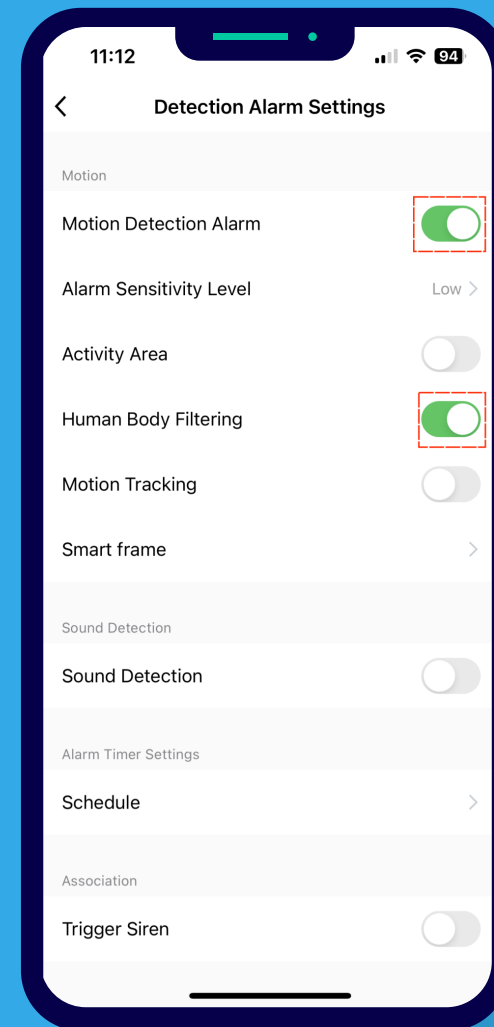 11:12
94
Detection Alarm Settings
Motion
Motion Detection Alarm
Alarm Sensitivity Level Low
Activity Area
Human Body Filtering
Motion Tracking
Smart frame
Sound Detection
Sound Detection
Alarm Timer Settings
Schedule
Association
Trigger Siren